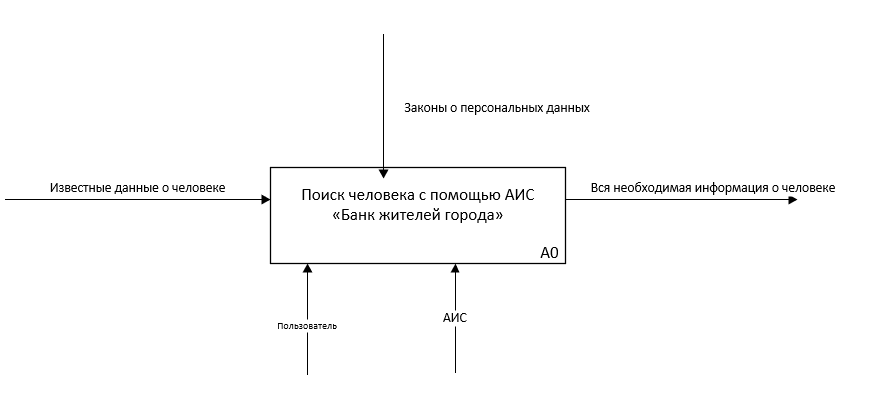 Законы о персональных данных
Известные данные о человеке
Поиск человека с помощью АИС
«Банк жителей города»
А0
Вся необходимая информация о человеке
Пользователь
АИС